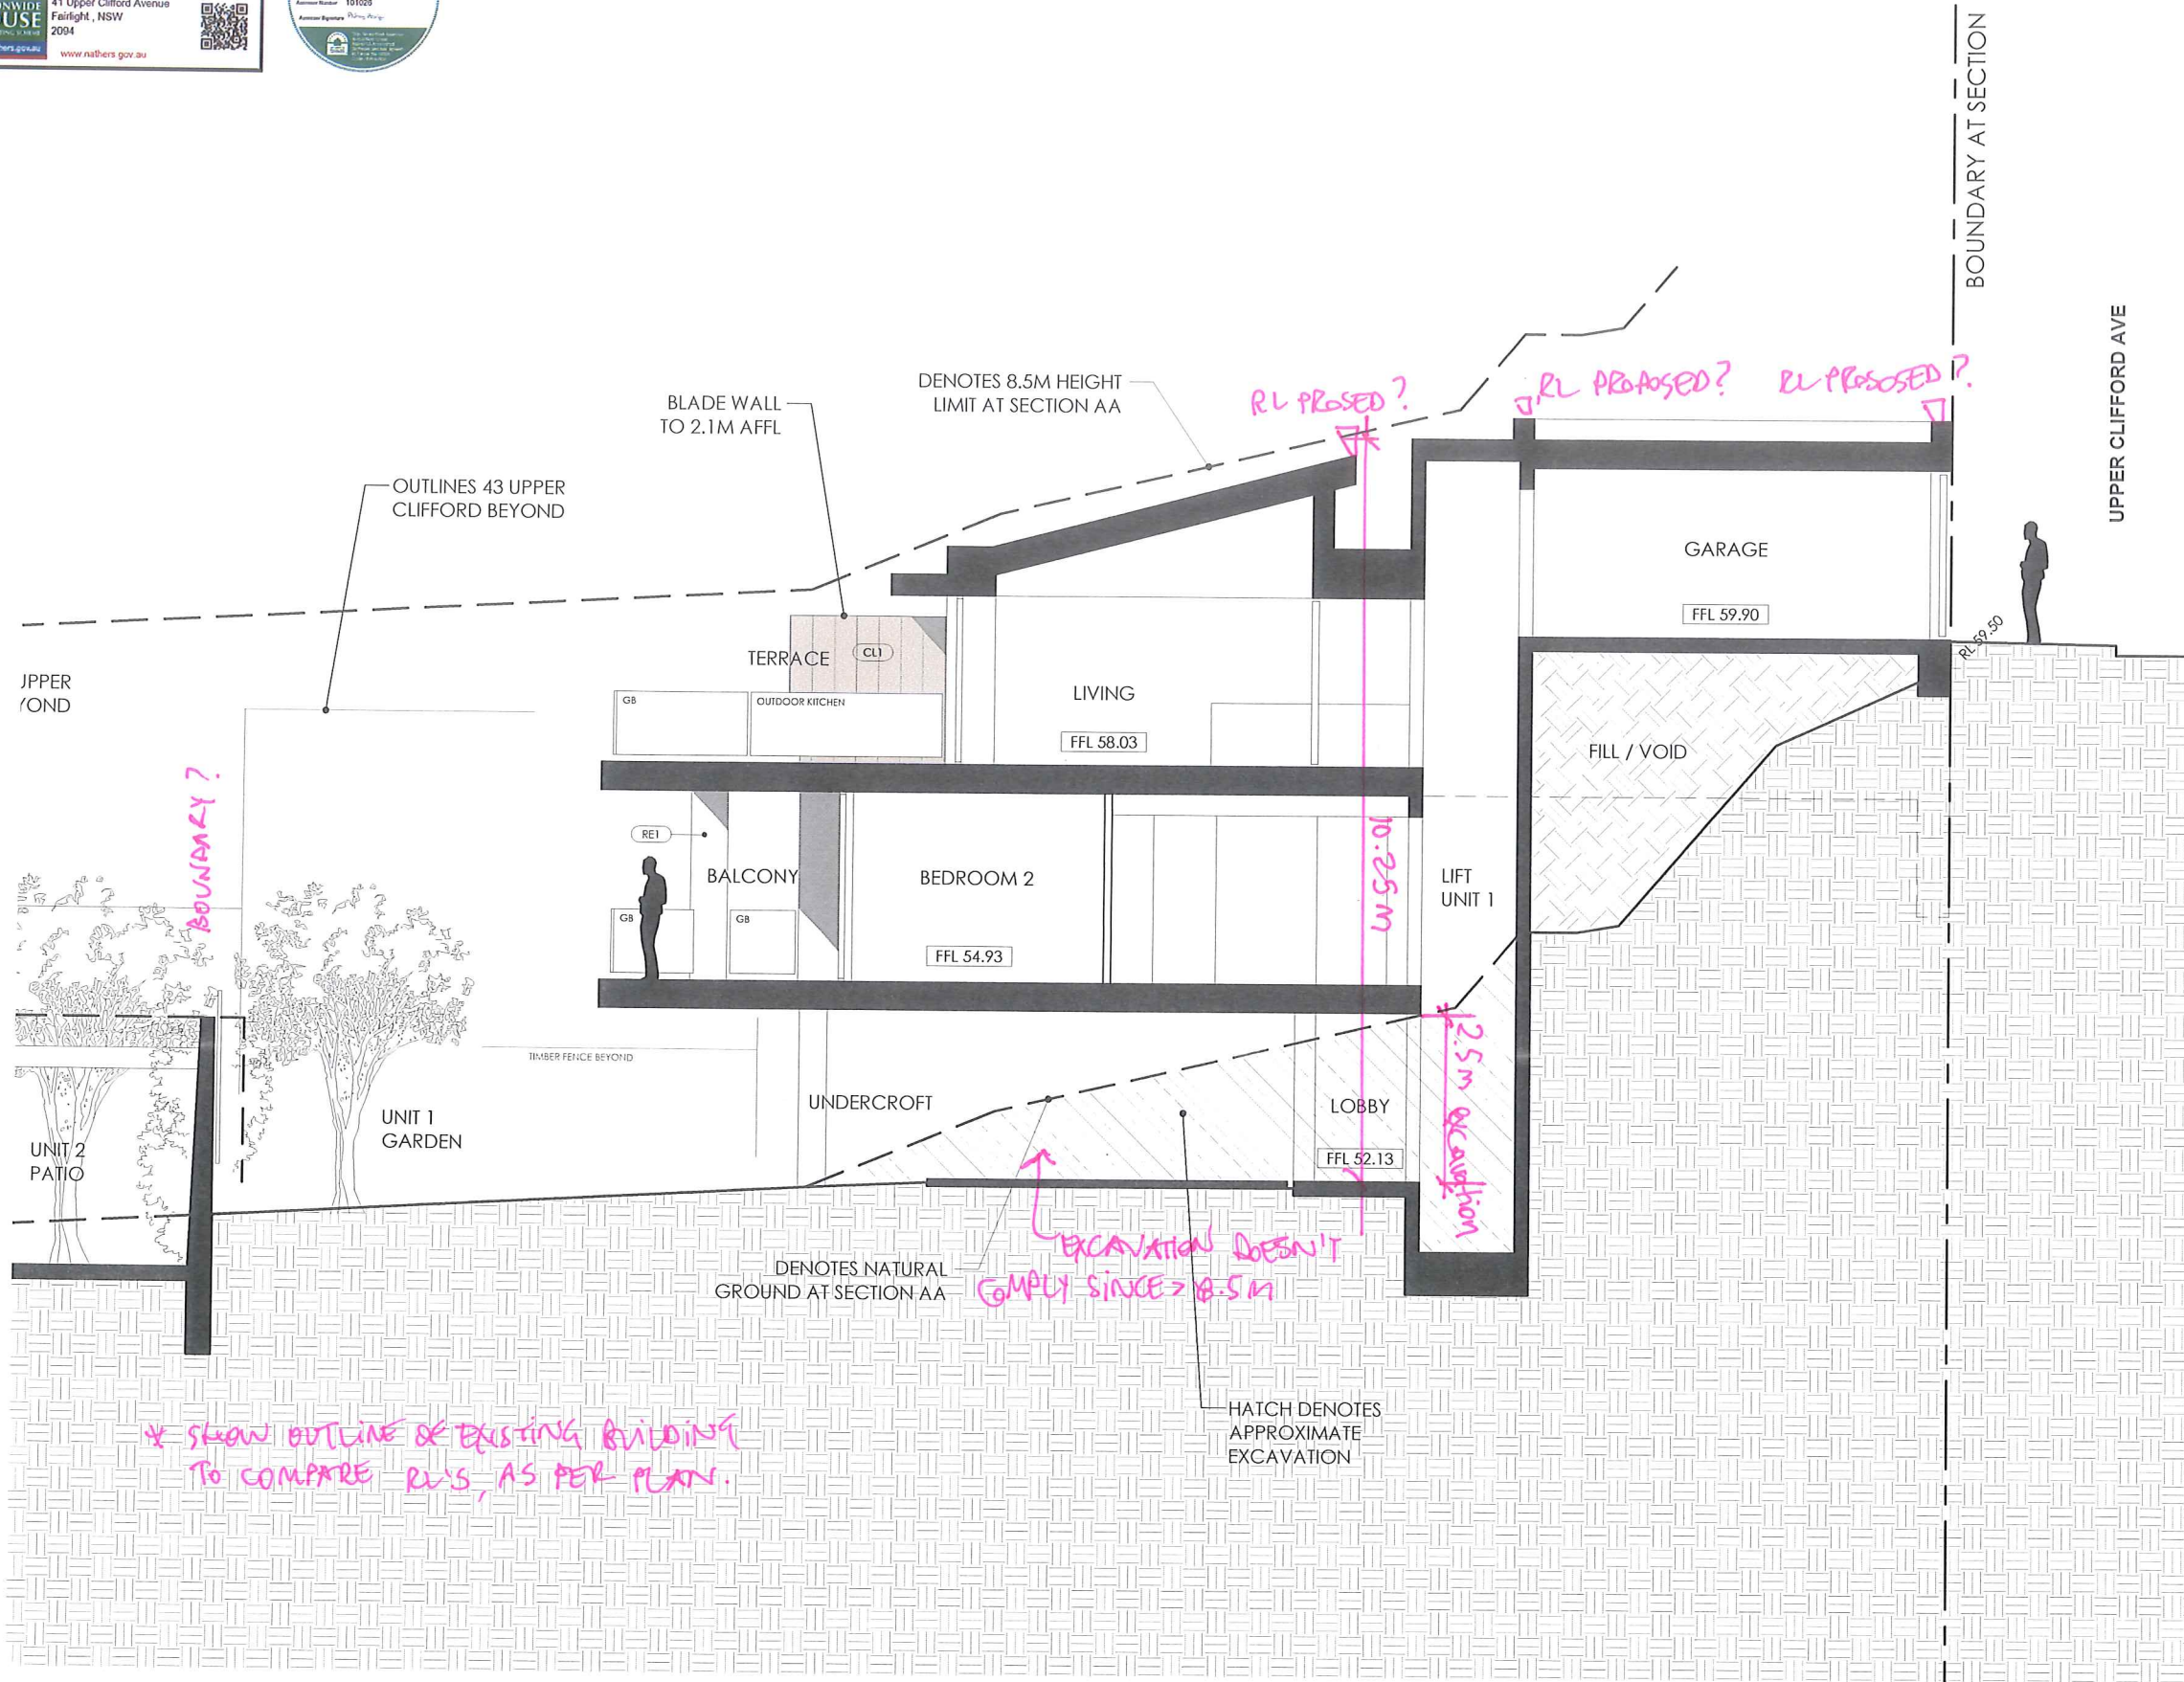 41 Upper Clifford Avenue
Fairlight , NSW
2094
www.nathers.gov.au
101026
BOUNDARY AT SECTION
UPPER CLIFFORD AVE
DENOTES 8.5M HEIGHT
LIMIT AT SECTION AA
RL PROSED?
RL PROPOSED?
RL PROSOSED?
BLADE WALL
TO 2.1M AFFL
OUTLINES 43 UPPER
CLIFFORD BEYOND
GARAGE
FFL 59.90
RL 59.50
TERRACE
CL1
LIVING
FFL 58.03
GB
OUTDOOR KITCHEN
FILL / VOID
BOUNDARY ?
RE1
BALCONY
BEDROOM 2
10.25M
LIFT
UNIT 1
GB
GB
FFL 54.93
TIMBER FENCE BEYOND
UNDERCROFT
LOBBY
FFL 52.13
2.5m excavation
UNIT 1
GARDEN
UNIT 2
PATIO
DENOTES NATURAL
GROUND AT SECTION AA
EXCAVATION DOESN'T
COMPLY SINCE > 8.5M
HATCH DENOTES
APPROXIMATE
EXCAVATION
* SHOW OUTLINE OF EXISTING BUILDING
TO COMPARE RL'S, AS PER PLAN.